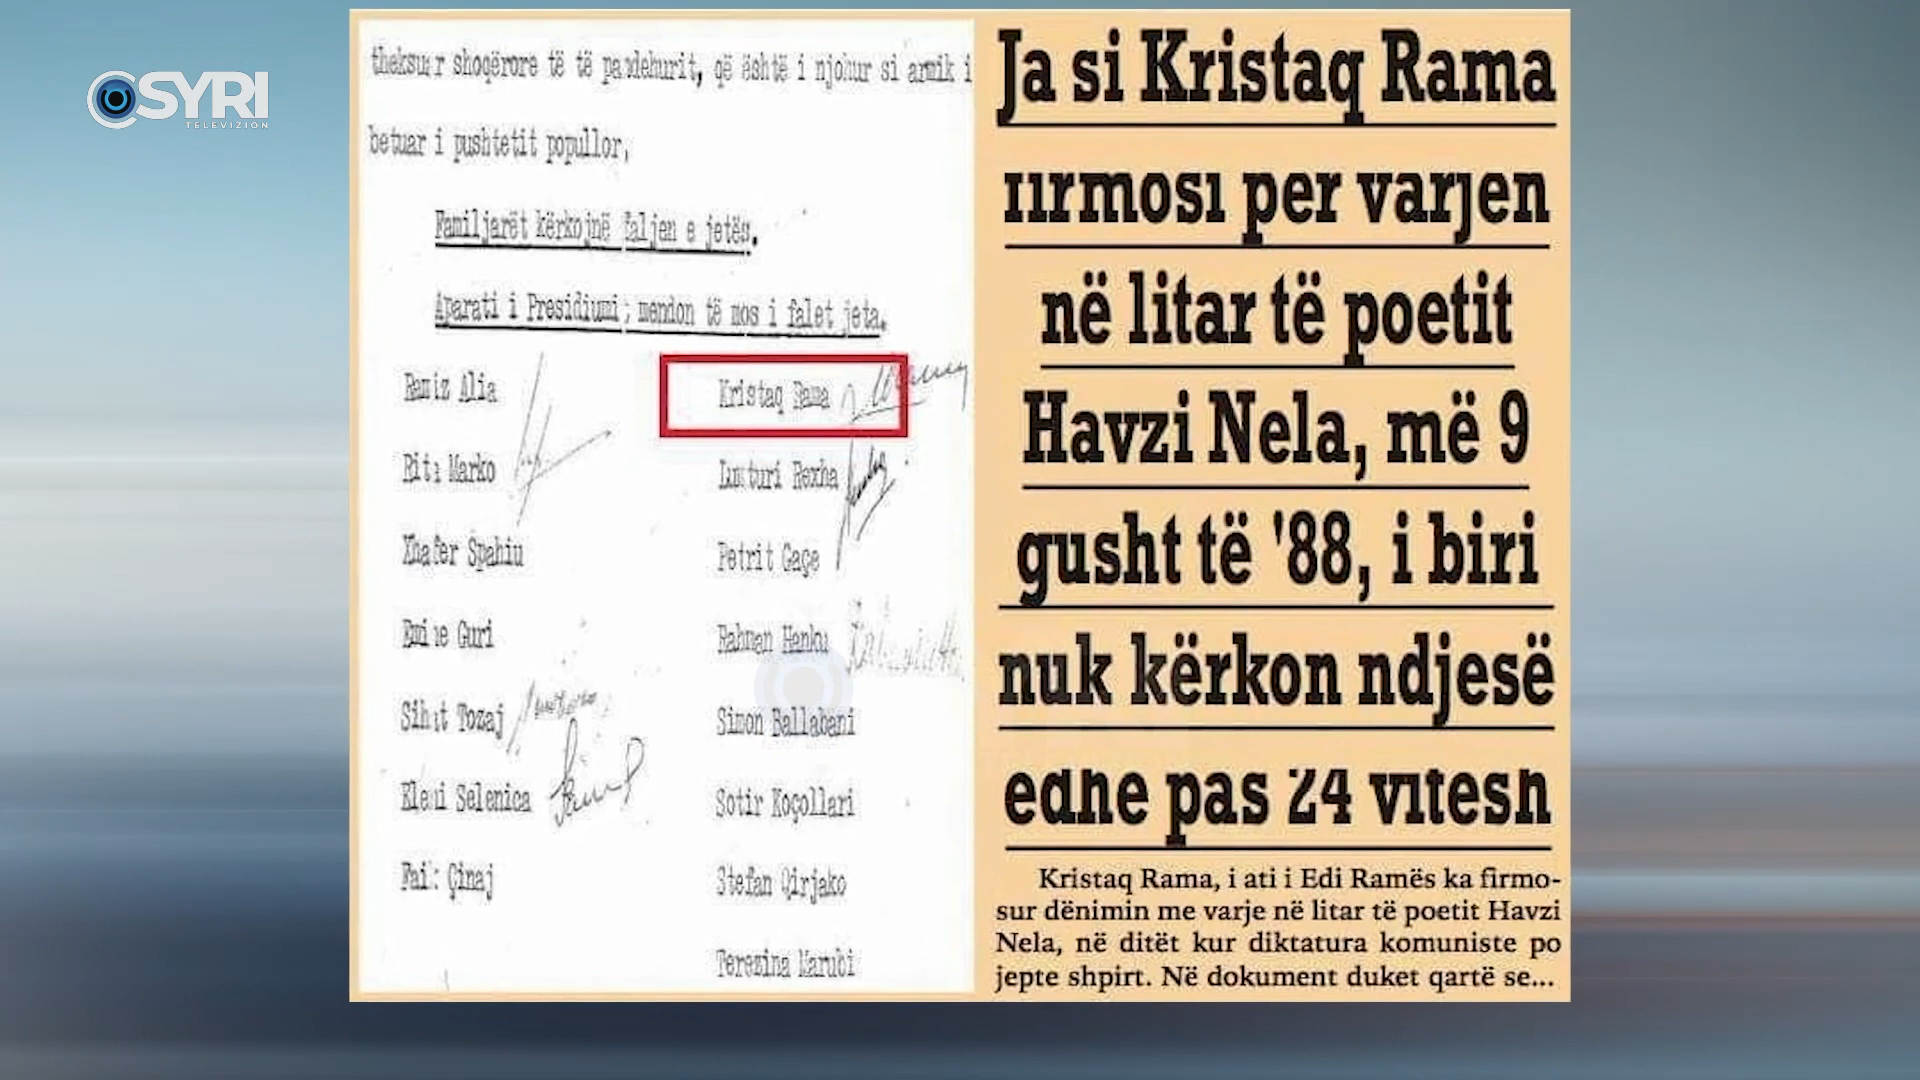 SYRI
TELEVIZION
theksuar shoqërore të të pandehurit, që është i njohur si armik i
betuar i pushtetit popullor,
Familjarët kërkojnë faljen e jetës.
Aparati i Presidiumi; mendon të mos i falet jeta.
Ramiz Alia
Rita Marko
Xhafer Spahiu
Emine Guri
Sihat Tozaj
Eleni Selenica
Faik Çinaj
Kristaq Rama
Lumturi Rexha
Petrit Gaçe
Rahman Hanku
Simon Ballabani
Sotir Koçollari
Stefan Qirjako
Terezina Marubi
Ja si Kristaq Rama
firmosi per varjen
në litar të poetit
Havzi Nela, më 9
gusht të '88, i biri
nuk kërkon ndjesë
edhe pas 24 vitesh
Kristaq Rama, i ati i Edi Ramës ka firmo-
sur dënimin me varje në litar të poetit Havzi
Nela, në ditët kur diktatura komuniste po
jepte shpirt. Në dokument duket qartë se...